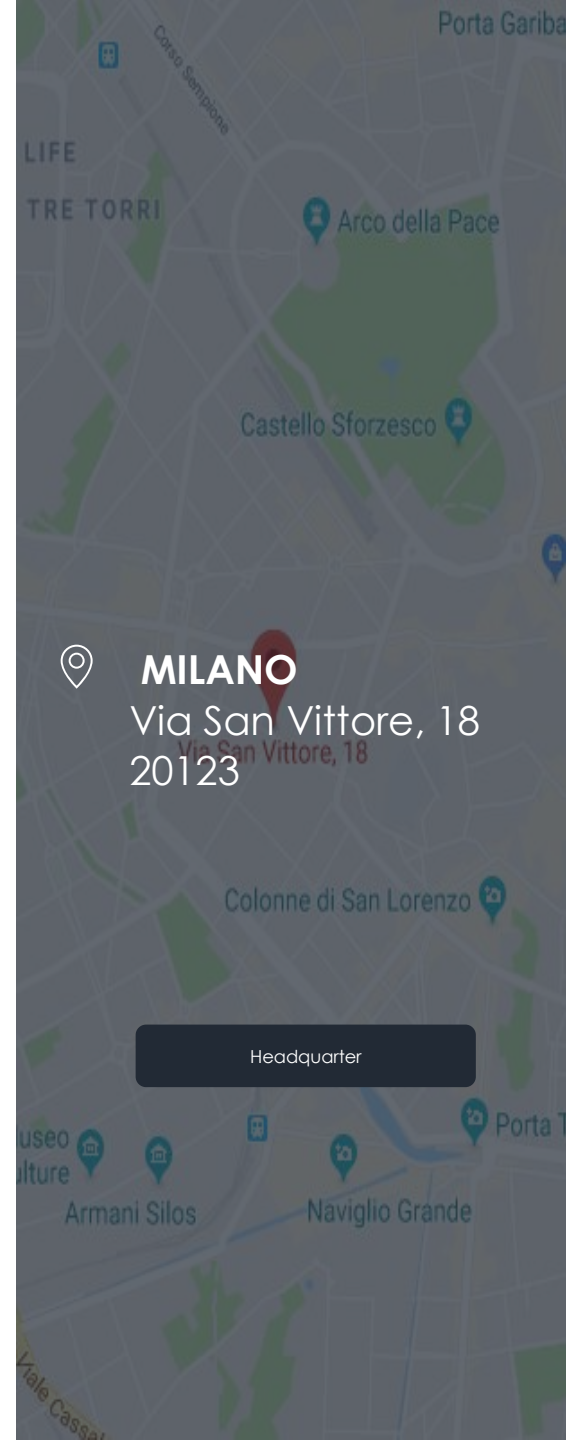 Porta Gariba
Corso Sempione
LIFE
TRE TORRI
Arco della Pace
Castello Sforzesco
MILANO
Via San Vittore, 18
Via San Vittore, 18
20123
Colonne di San Lorenzo
Headquarter
useo
lture
Porta T
Armani Silos
Naviglio Grande
Viale Cassal